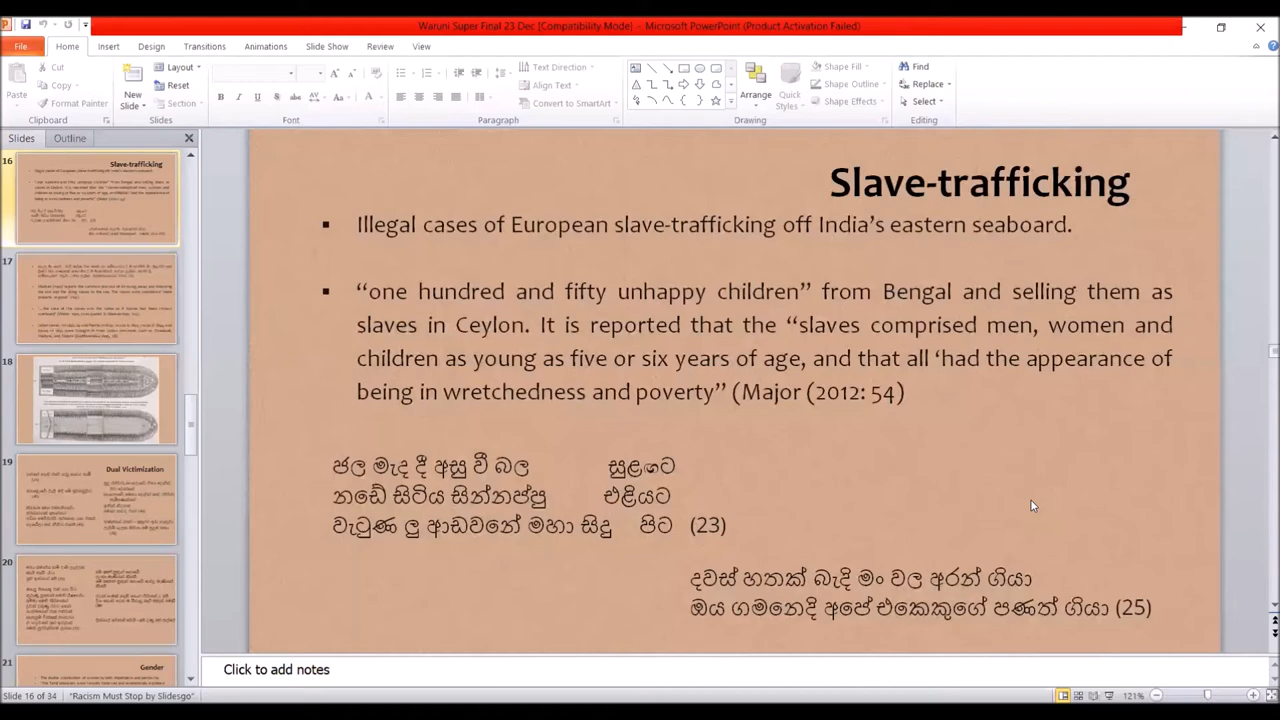 Waruni Super Final 23 Dec [Compatibility Mode] - Microsoft PowerPoint (Product Activation Failed)
File Home Insert Design Transitions Animations Slide Show Review View
Paste Cut Copy Format Painter Clipboard
New Slide Layout Reset Section Slides
Font
Text Direction Align Text Convert to SmartArt Paragraph
Arrange Quick Styles Shape Fill Shape Outline Shape Effects Drawing
Find Replace Select Editing
Slides Outline
16 Slave-trafficking
17
18
19 Dual Victimization
20
21 Gender
Slave-trafficking
▪ Illegal cases of European slave-trafficking off India’s eastern seaboard.
▪ “one hundred and fifty unhappy children” from Bengal and selling them as
slaves in Ceylon. It is reported that the “slaves comprised men, women and
children as young as five or six years of age, and that all ‘had the appearance of
being in wretchedness and poverty” (Major (2012: 54)
ජල මැද දී අසු වී බල සුළඟට
නඩේ සිටිය සින්නප්පු එළියට
වැටුණ ලු ආඩවනේ මහා සිදු පිට (23)
දවස් හතක් බැදි මං වල අරන් ගියා
ඔය ගමනෙදි අපේ එකෙකුගේ පණත් ගියා (25)
Click to add notes
Slide 16 of 34 "Racism Must Stop by Slidesgo" 121%